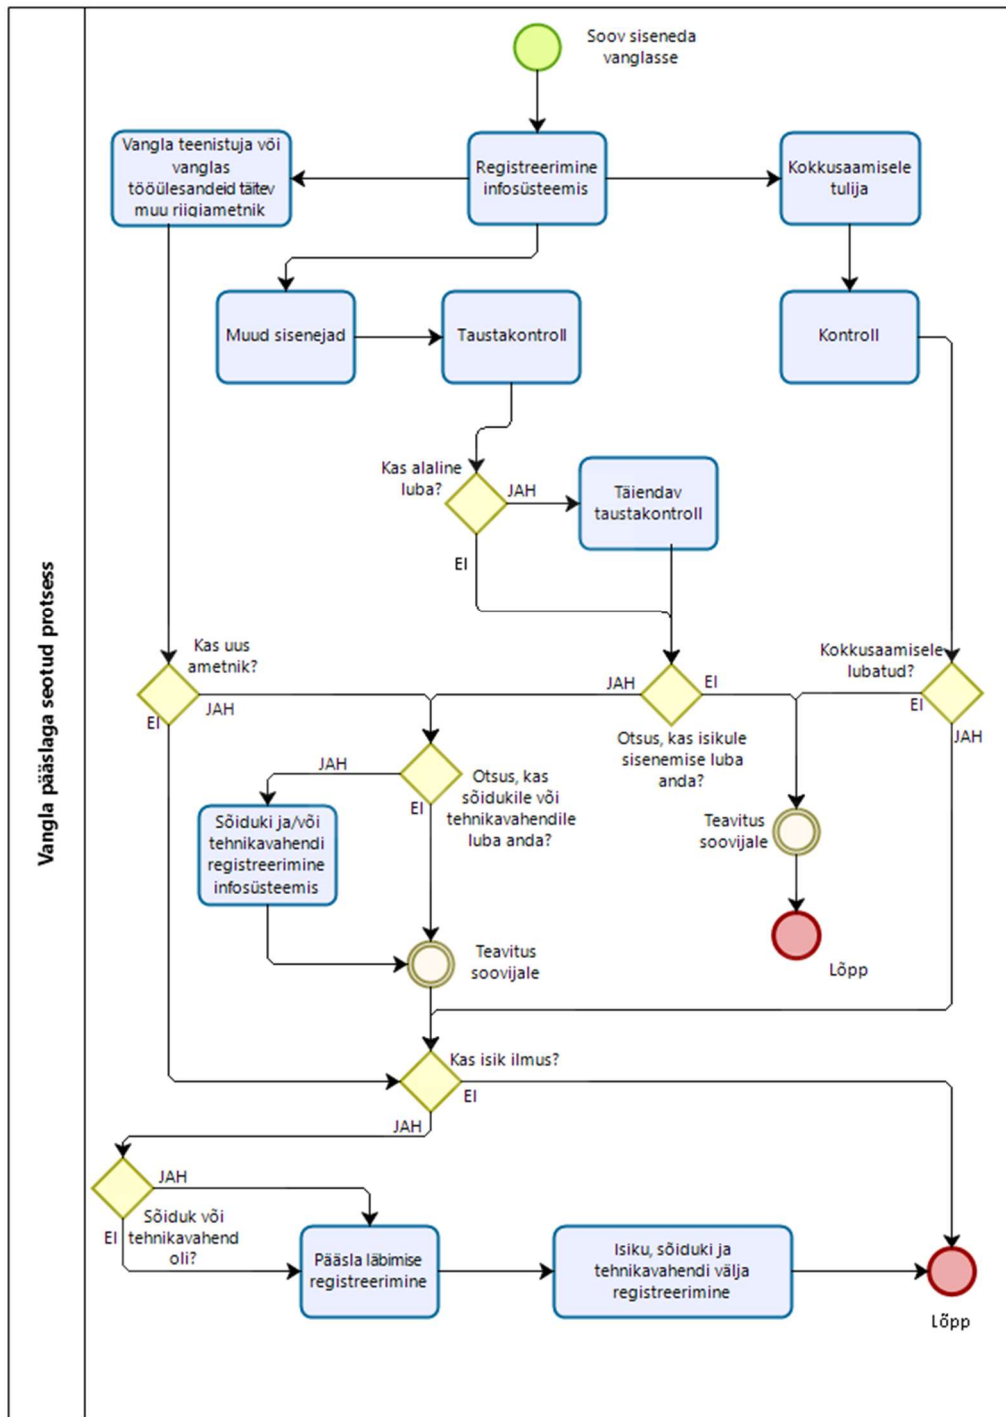 Vangla pääslaga seotud protsess
Soov siseneda
vanglasse
Vangla teenistuja või
vanglas
tööülesandeid täitev
muu riigiametnik
Registreerimine
infosüsteemis
Kokkusaamisele
tulija
Muud sisenejad
Taustakontroll
Kontroll
Kas alaline
luba?
JAH
EI
Täiendav
taustakontroll
Kas uus
ametnik?
EI
JAH
JAH
EI
Otsus, kas isikule
sisenemise luba
anda?
Kokkusaamisele
lubatud?
EI
JAH
JAH
EI
Otsus, kas
sõidukile või
tehnikavahendile
luba anda?
Sõiduki ja/või
tehnikavahendi
registreerimine
infosüsteemis
Teavitus
soovijale
Lõpp
Teavitus
soovijale
Kas isik ilmus?
EI
JAH
JAH
EI
Sõiduk või
tehnikavahend
oli?
Pääsla läbimise
registreerimine
Isiku, sõiduki ja
tehnikavahendi välja
registreerimine
Lõpp